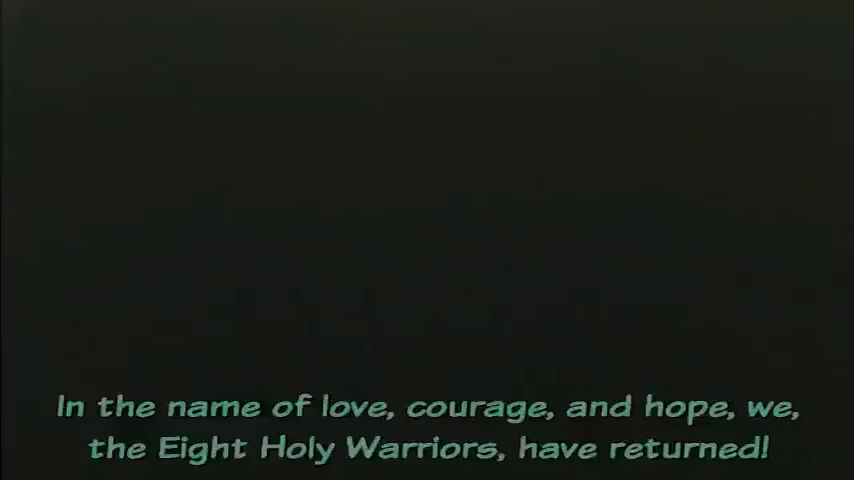 In the name of love, courage, and hope, we,
the Eight Holy Warriors, have returned!